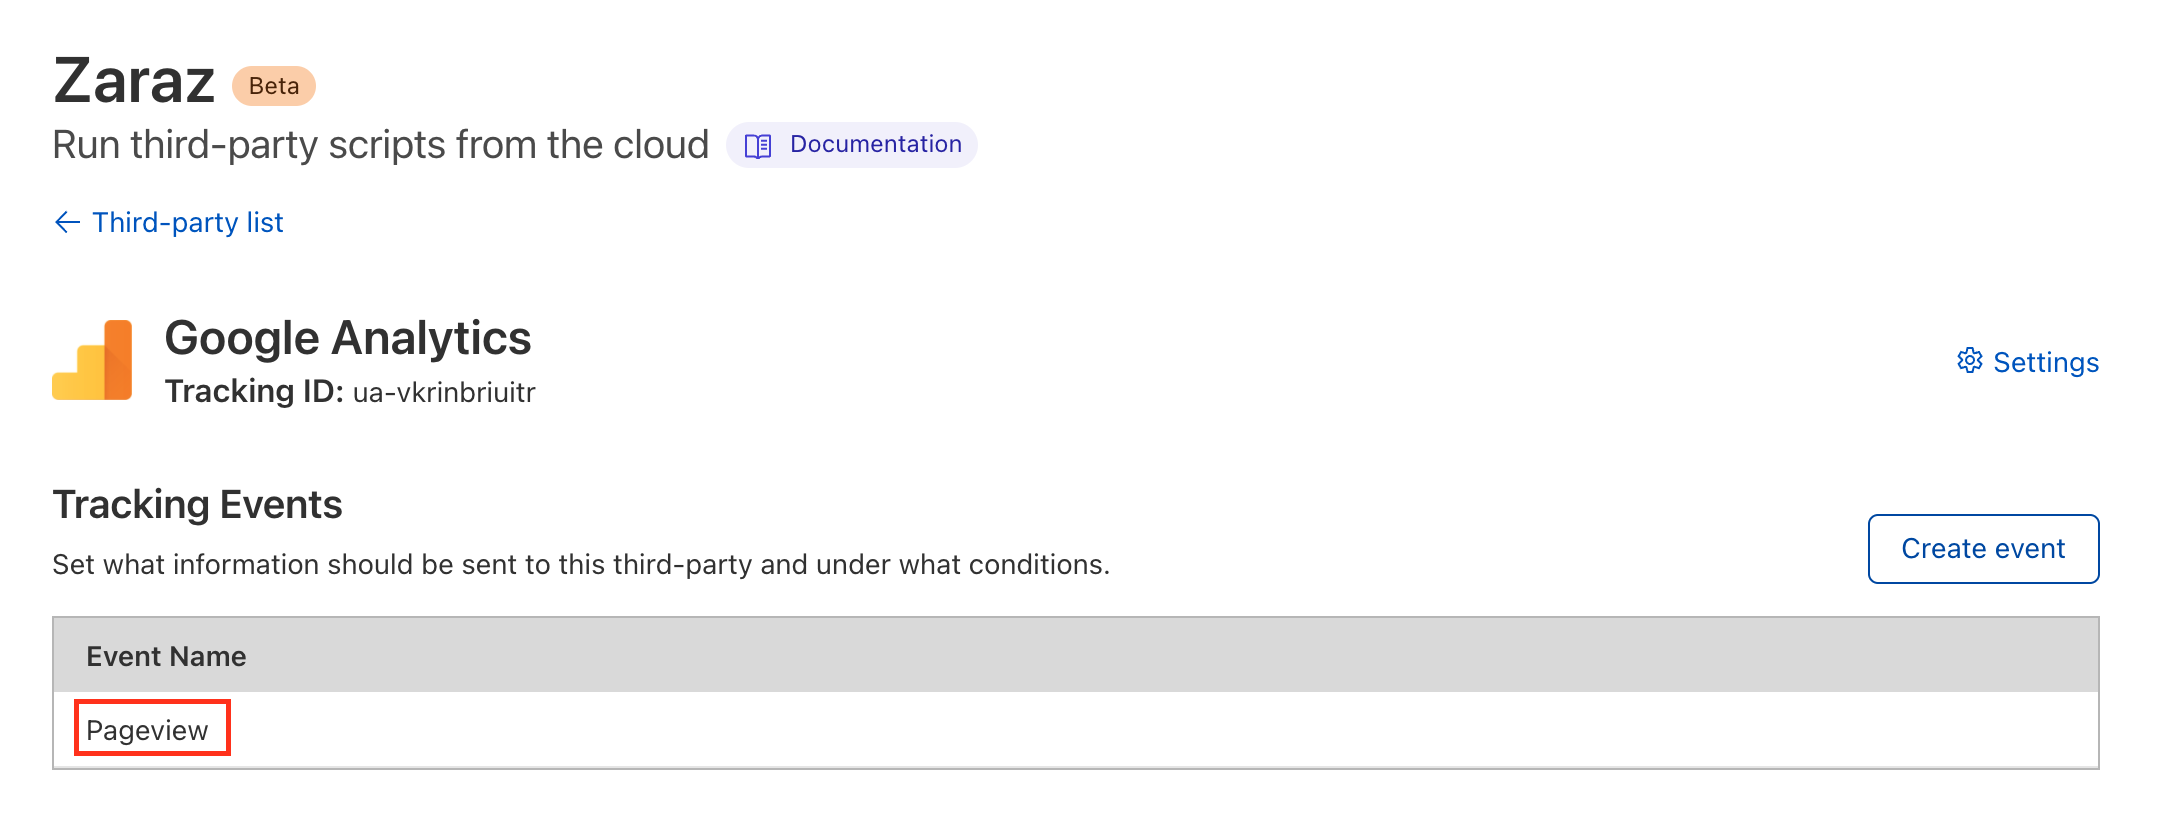 Zaraz Beta
Run third-party scripts from the cloud Documentation
Third-party list
Google Analytics
Tracking ID: ua-vkrinbriuitr
Settings
Tracking Events
Set what information should be sent to this third-party and under what conditions.
Create event
Event Name
Pageview